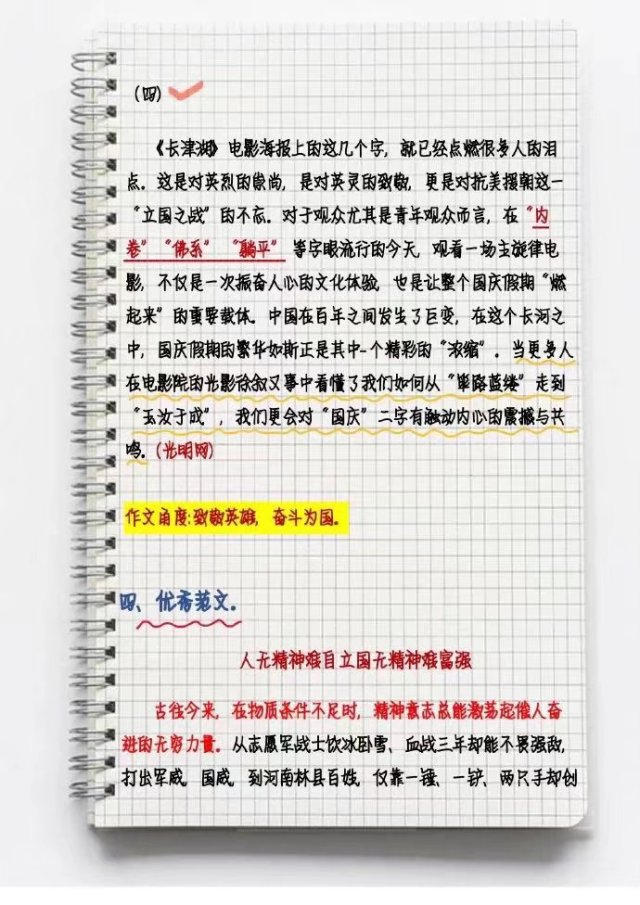 （四）
《长津湖》电影海报上的这几个字，就已经点燃很多人的泪
点。这是对英烈的崇尚，是对英灵的致敬，更是对抗美援朝这一
“立国之战”的不忘。对于观众尤其是青年观众而言，在“内
卷”“佛系”“躺平”等字眼流行的今天，观看一场主旋律电
影，不仅是一次振奋人心的文化体验，也是让整个国庆假期“燃
起来”的重要载体。中国在百年之间发生了巨变，在这个长河之
中，国庆假期的繁华如斯正是其中-个精彩的“浓缩”。当更多人
在电影院的光影徐叙叉事中看懂了我们如何从“筚路蓝缕”走到
“玉汝于成”，我们更会对“国庆”二字有触动内心的震撼与共
鸣。(光明网)
作文角度:致敬英雄，奋斗为国。
四、优秀范文。
人无精神难自立国无精神难富强
古往今来，在物质条件不足时，精神意志总能激荡起催人奋
进的无穷力量。从志愿军战士饮冰卧雪、血战三年却能不畏强敌，
打出军威、国威，到河南林县百姓，仅靠一锤、一铲、两只手却创